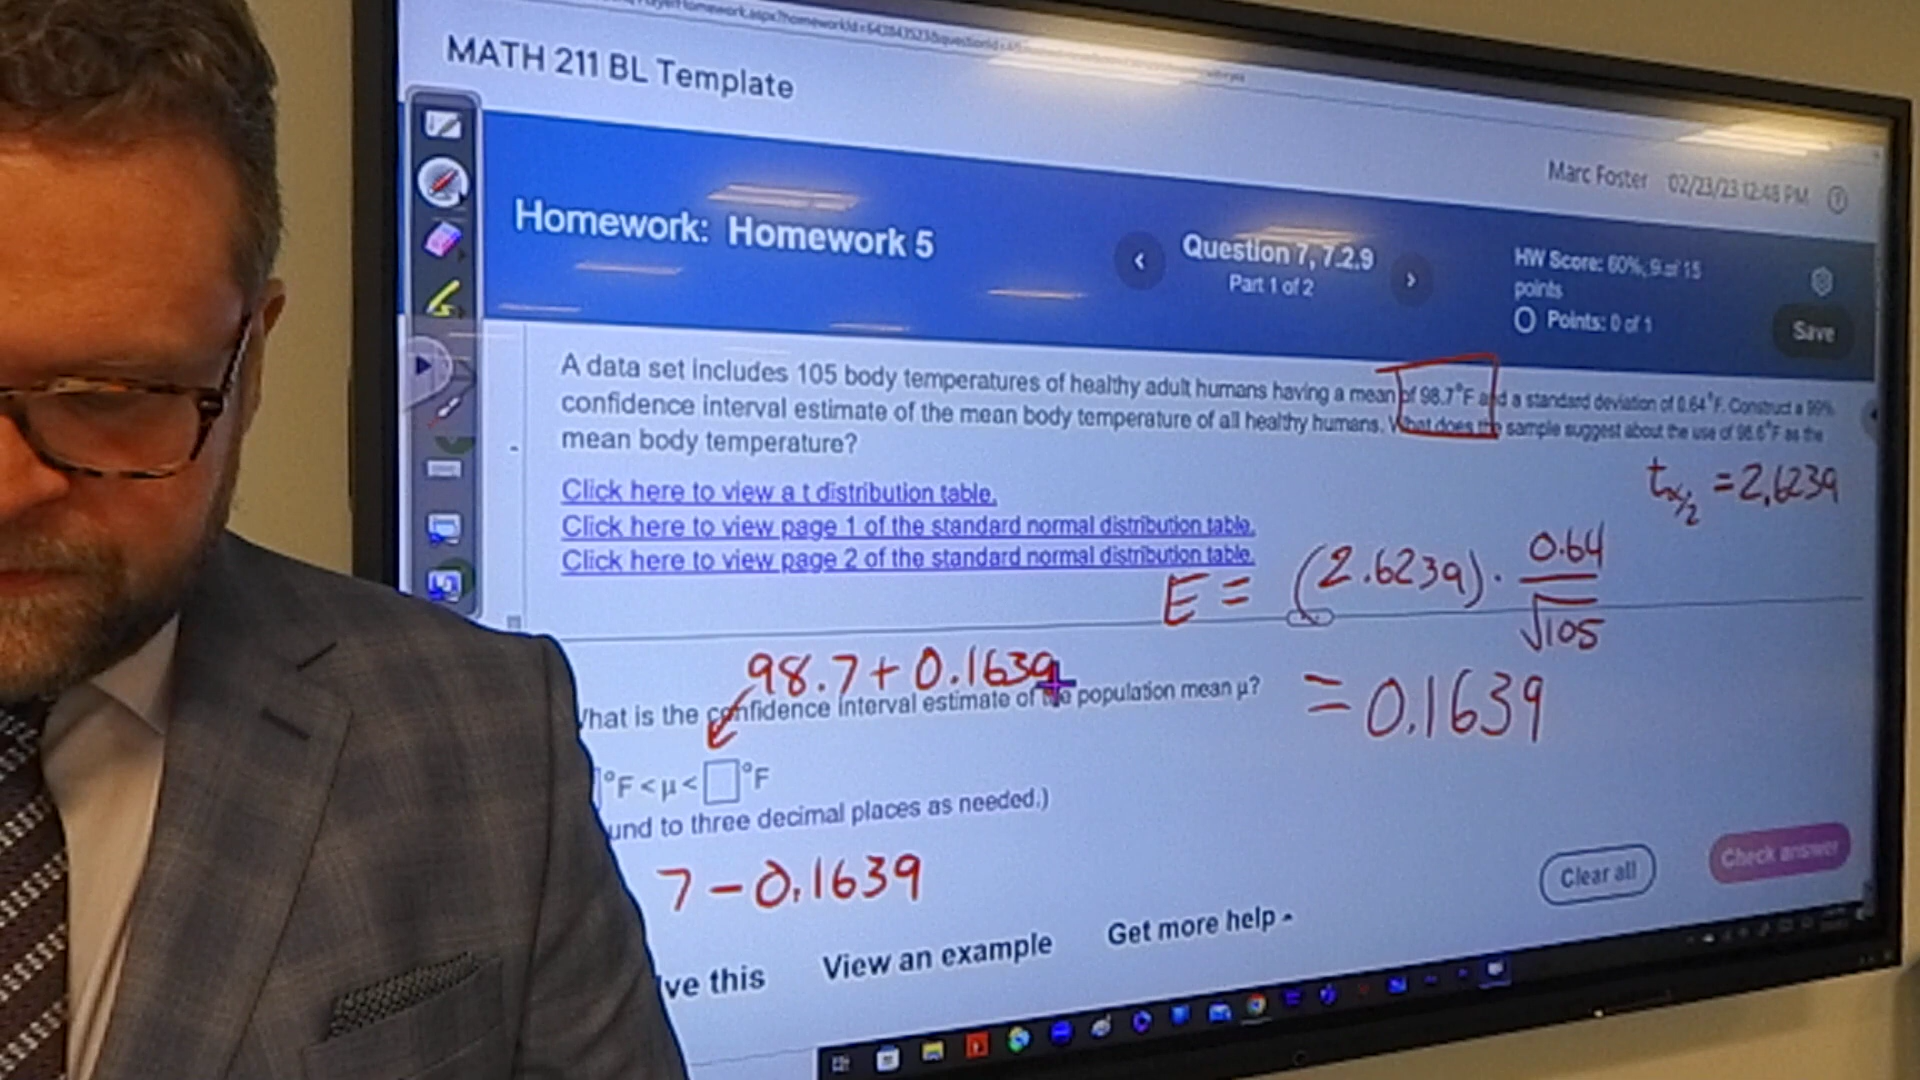 MATH 211 BL Template
Marc Foster 02/23/23 12:48 PM
Homework: Homework 5
Question 7, 7.2.9
Part 1 of 2
HW Score: 60%, 9 of 15
points
Points: 0 of 1
Save
A data set includes 105 body temperatures of healthy adult humans having a mean of 98.7°F and a standard deviation of 0.64°F. Construct a 99%
confidence interval estimate of the mean body temperature of all healthy humans. What does the sample suggest about the use of 98.6°F as the
mean body temperature?
t α/2 = 2.6239
Click here to view a t distribution table.
Click here to view page 1 of the standard normal distribution table.
Click here to view page 2 of the standard normal distribution table.
E = (2.6239) · 0.64
√105
98.7 + 0.1639
= 0.1639
hat is the confidence interval estimate of the population mean μ?
°F < μ < °F
und to three decimal places as needed.)
7 - 0.1639
Clear all
Check answer
lve this
View an example
Get more help